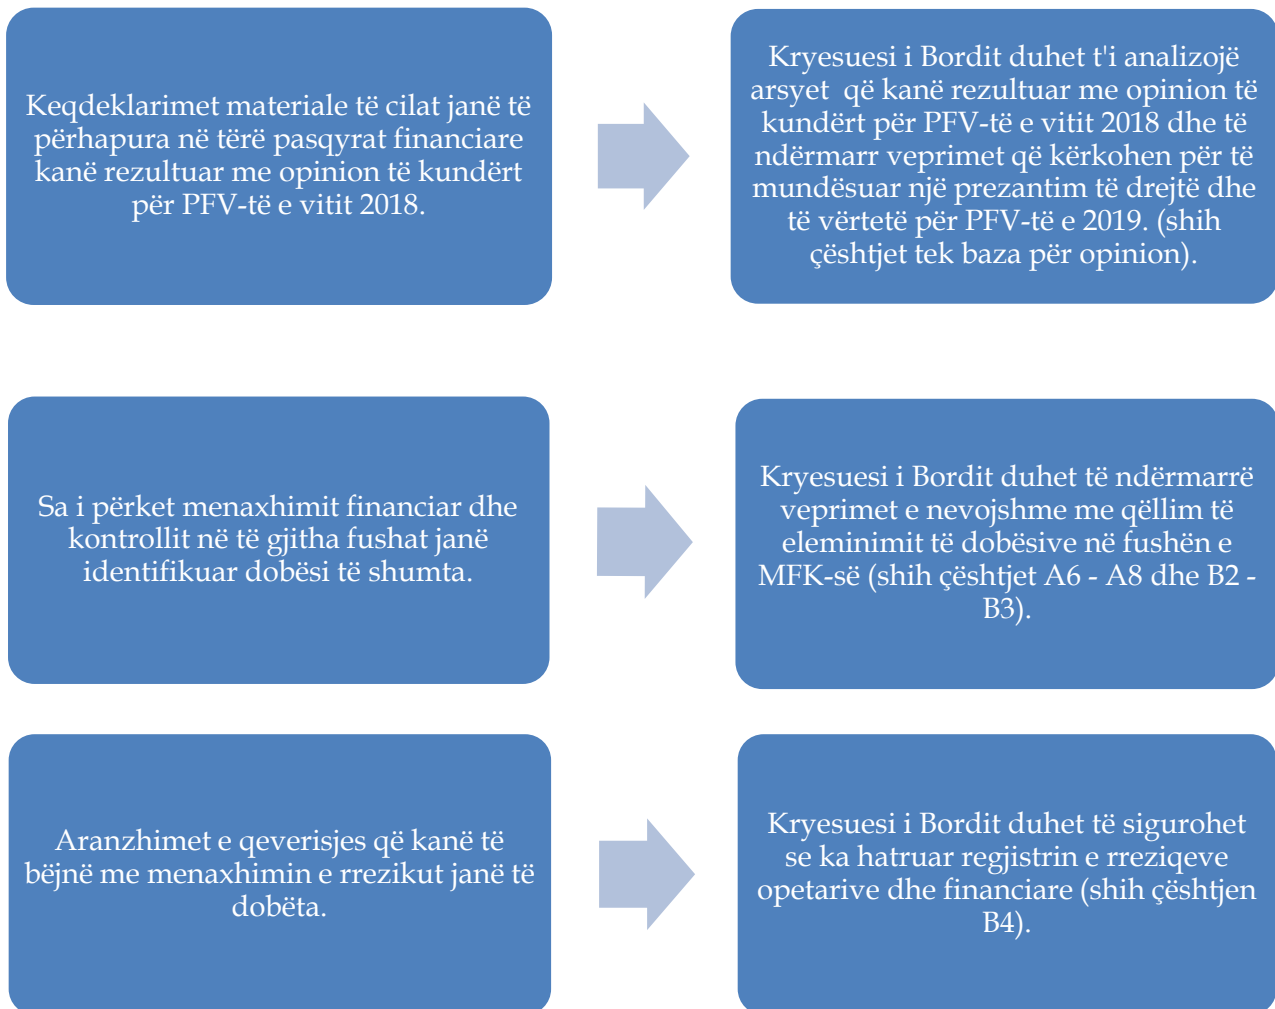 Keqdeklarimet materiale të cilat janë të
përhapura në tërë pasqyrat financiare
kanë rezultuar me opinion të kundërt
për PFV-të e vitit 2018.
Kryesuesi i Bordit duhet t'i analizojë
arsyet që kanë rezultuar me opinion të
kundërt për PFV-të e vitit 2018 dhe të
ndërmarr veprimet që kërkohen për të
mundësuar një prezantim të drejtë dhe
të vërtetë për PFV-të e 2019. (shih
çështjet tek baza për opinion).
Sa i përket menaxhimit financiar dhe
kontrollit në të gjitha fushat janë
identifikuar dobësi të shumta.
Kryesuesi i Bordit duhet të ndërmarrë
veprimet e nevojshme me qëllim të
eleminimit të dobësive në fushën e
MFK-së (shih çështjet A6 - A8 dhe B2 -
B3).
Aranzhimet e qeverisjes që kanë të
bëjnë me menaxhimin e rrezikut janë të
dobëta.
Kryesuesi i Bordit duhet të sigurohet
se ka hatruar regjistrin e rreziqeve
opetarive dhe financiare (shih çështjen
B4).